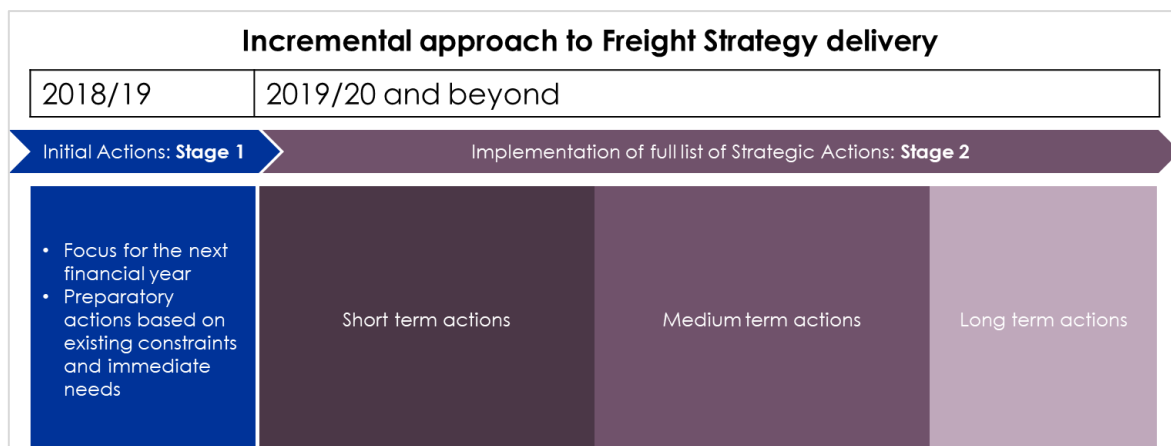 Incremental approach to Freight Strategy delivery
2018/19
2019/20 and beyond
Initial Actions: Stage 1
Implementation of full list of Strategic Actions: Stage 2
• Focus for the next
financial year
• Preparatory
actions based on
existing constraints
and immediate
needs
Short term actions
Medium term actions
Long term actions